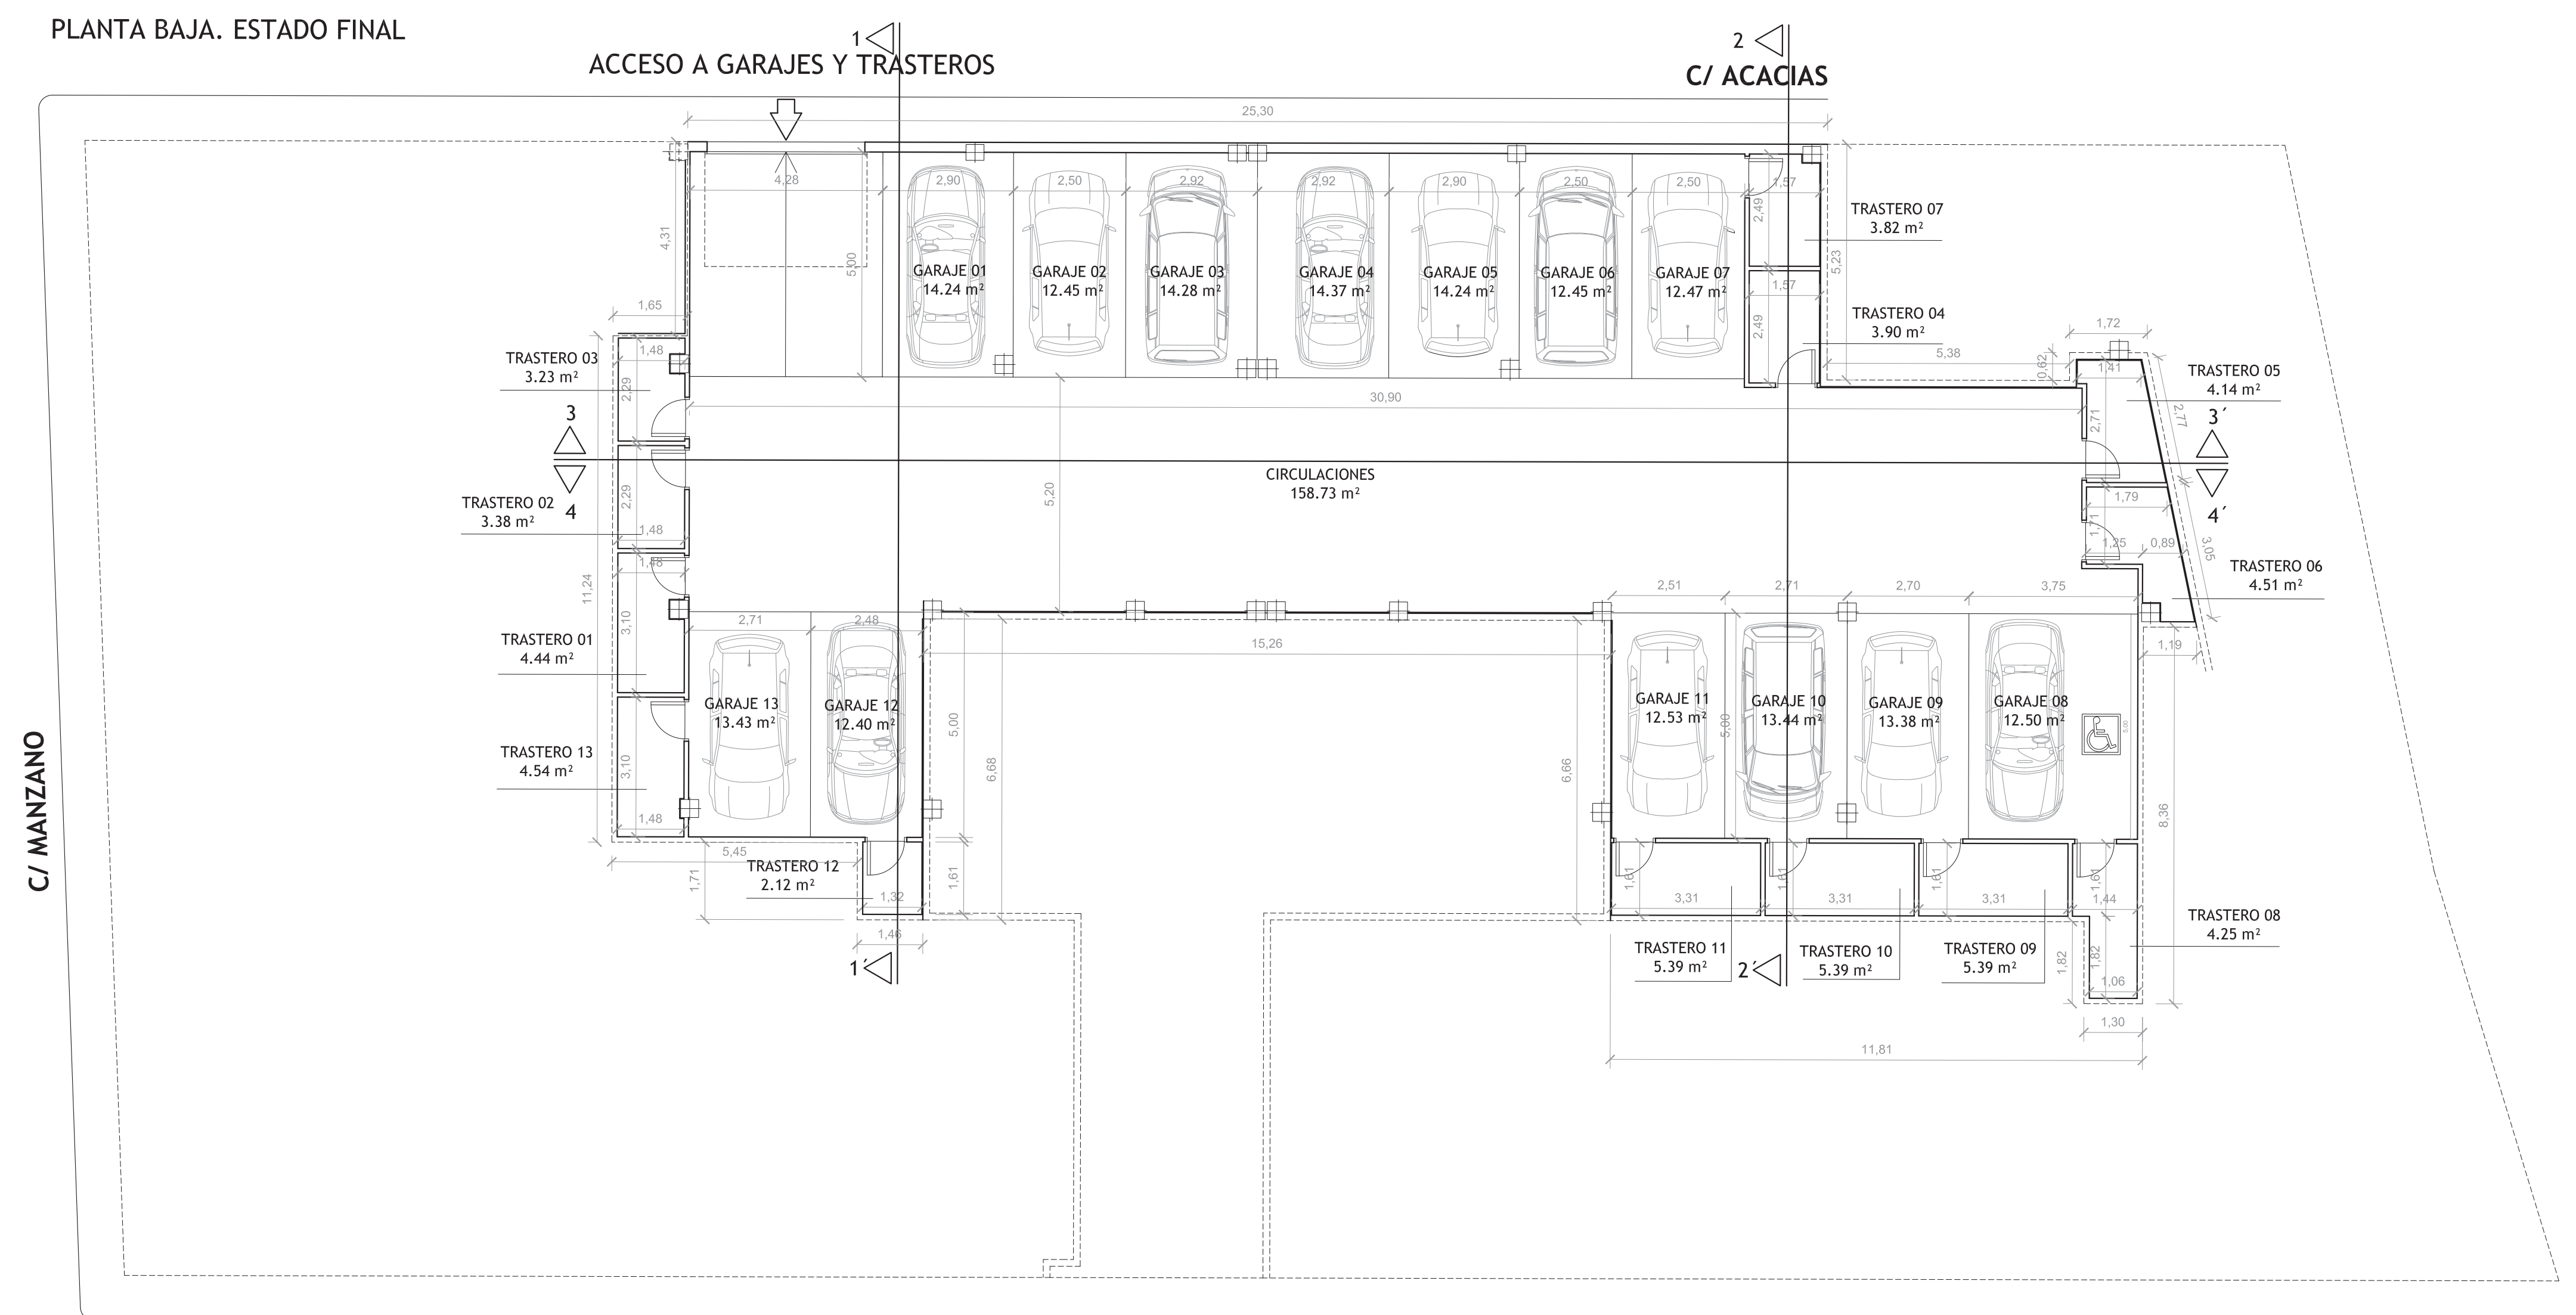 PLANTA BAJA. ESTADO FINAL
1
ACCESO A GARAJES Y TRASTEROS
2
C/ ACACIAS
25,30
4,28
2,90
2,50
2,92
2,92
2,90
2,50
2,50
1,57
2,49
4,31
5,00
5,23
TRASTERO 07
3.82 m²
GARAJE 01
14.24 m²
GARAJE 02
12.45 m²
GARAJE 03
14.28 m²
GARAJE 04
14.37 m²
GARAJE 05
14.24 m²
GARAJE 06
12.45 m²
GARAJE 07
12.47 m²
1,57
2,49
TRASTERO 04
3.90 m²
1,65
1,48
2,29
TRASTERO 03
3.23 m²
5,38
0,62
1,72
1,41
2,71
2,77
TRASTERO 05
4.14 m²
30,90
3
4
3´
4´
CIRCULACIONES
158.73 m²
5,20
TRASTERO 02
3.38 m²
2,29
1,48
1,48
11,24
1,79
1,71
1,25
0,89
3,05
TRASTERO 06
4.51 m²
2,51
2,71
2,70
3,75
3,10
TRASTERO 01
4.44 m²
2,71
2,48
15,26
1,19
GARAJE 13
13.43 m²
GARAJE 12
12.40 m²
5,00
6,68
6,66
GARAJE 11
12.53 m²
5,00
GARAJE 10
13.44 m²
GARAJE 09
13.38 m²
GARAJE 08
12.50 m²
5,00
C/ MANZANO
TRASTERO 13
4.54 m²
3,10
1,48
8,36
5,45
1,71
TRASTERO 12
2.12 m²
1,32
1,61
1,46
1,61
1,61
1,61
1,61
3,31
3,31
3,31
1,44
TRASTERO 08
4.25 m²
1´
TRASTERO 11
5.39 m²
2´
TRASTERO 10
5.39 m²
TRASTERO 09
5.39 m²
1,82
1,82
1,06
1,30
11,81